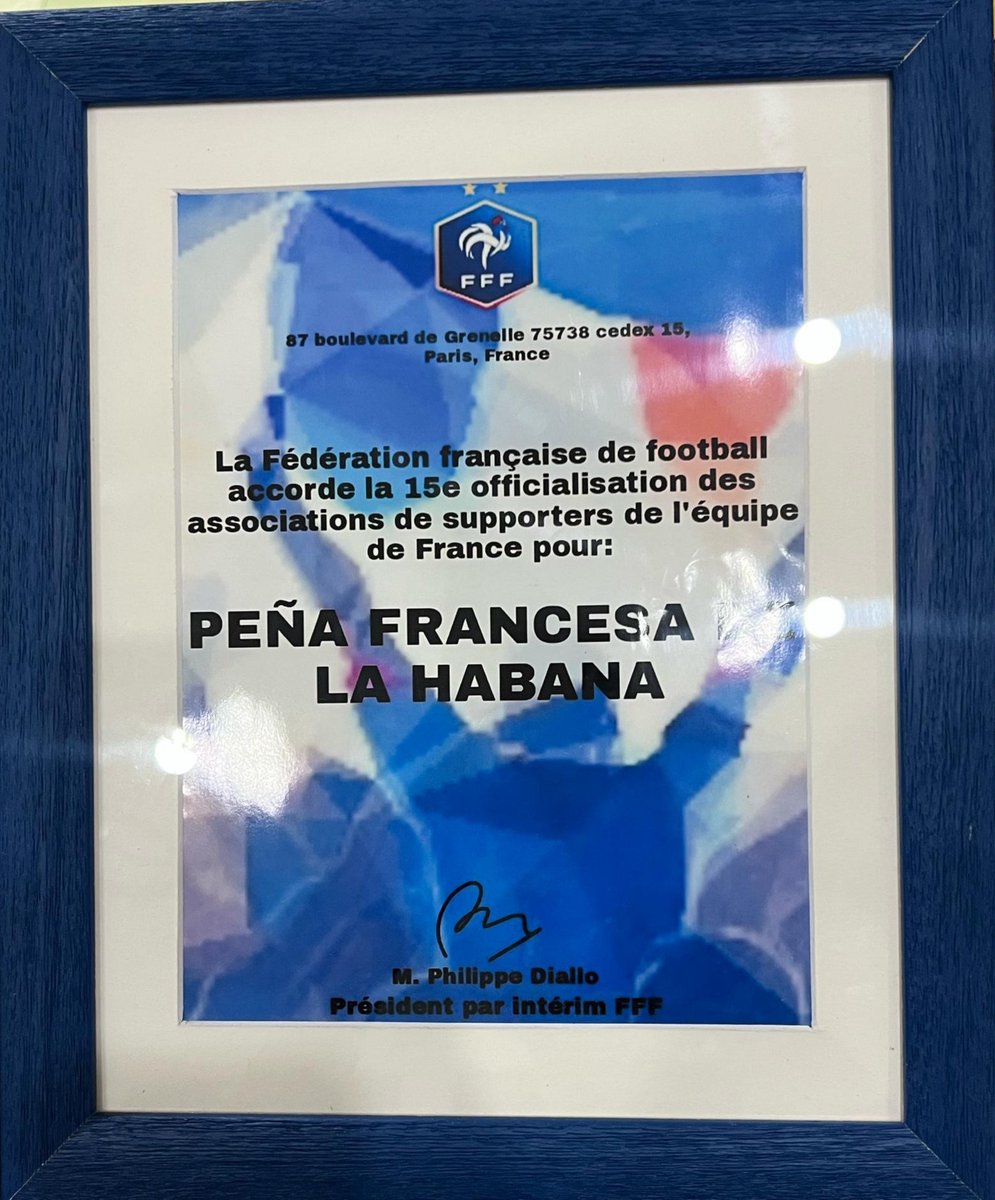 FFF
87 boulevard de Grenelle 75738 cedex 15,
Paris, France
La Fédération française de football
accorde la 15e officialisation des
associations de supporters de l'équipe
de France pour:
PEÑA FRANCESA
LA HABANA
M. Philippe Diallo
Président par intérim FFF